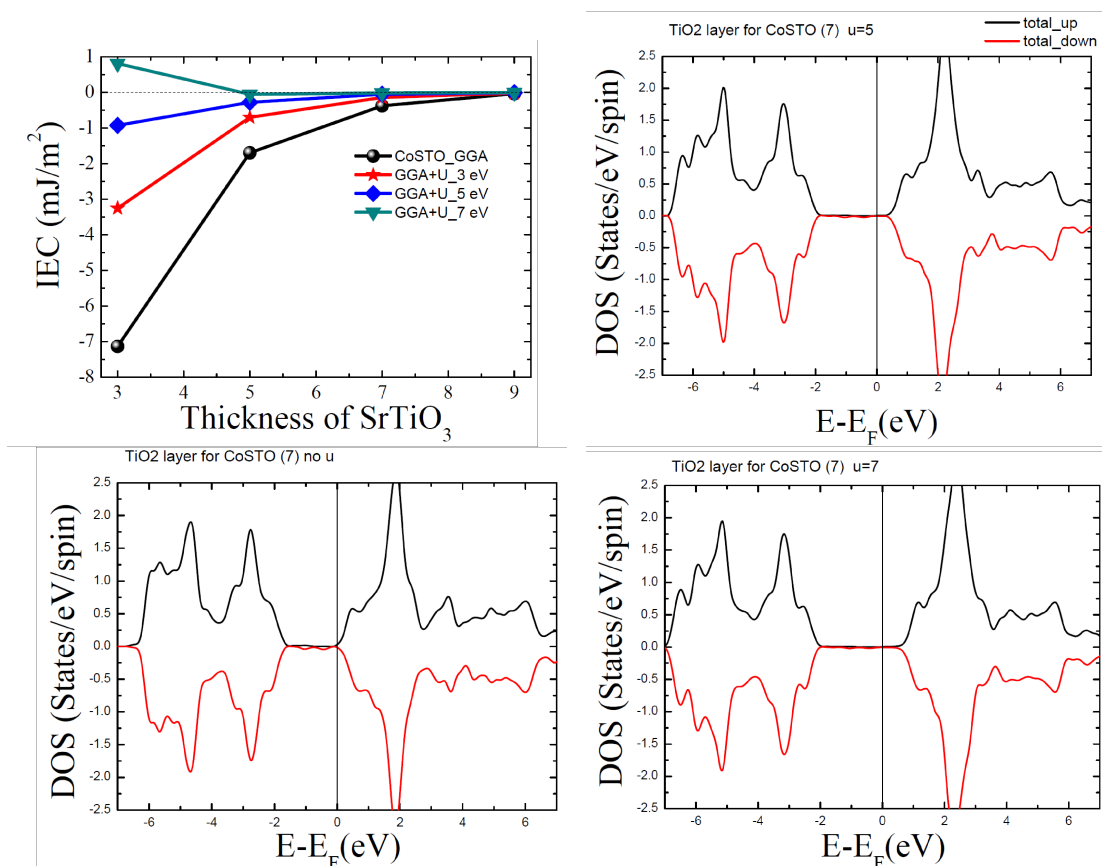 1
0
-1
-2
-3
-4
-5
-6
-7
-8
IEC (mJ/m²)
CoSTO_GGA
GGA+U_3 eV
GGA+U_5 eV
GGA+U_7 eV
3 4 5 6 7 8 9
Thickness of SrTiO₃
TiO2 layer for CoSTO (7) u=5
total_up
total_down
2.5
2.0
1.5
1.0
0.5
0.0
-0.5
-1.0
-1.5
-2.0
-2.5
DOS (States/eV/spin)
-6 -4 -2 0 2 4 6
E-E_F(eV)
TiO2 layer for CoSTO (7) no u
2.5
2.0
1.5
1.0
0.5
0.0
-0.5
-1.0
-1.5
-2.0
-2.5
DOS (States/eV/spin)
-6 -4 -2 0 2 4 6
E-E_F(eV)
TiO2 layer for CoSTO (7) u=7
2.5
2.0
1.5
1.0
0.5
0.0
-0.5
-1.0
-1.5
-2.0
-2.5
DOS (States/eV/spin)
-6 -4 -2 0 2 4 6
E-E_F(eV)